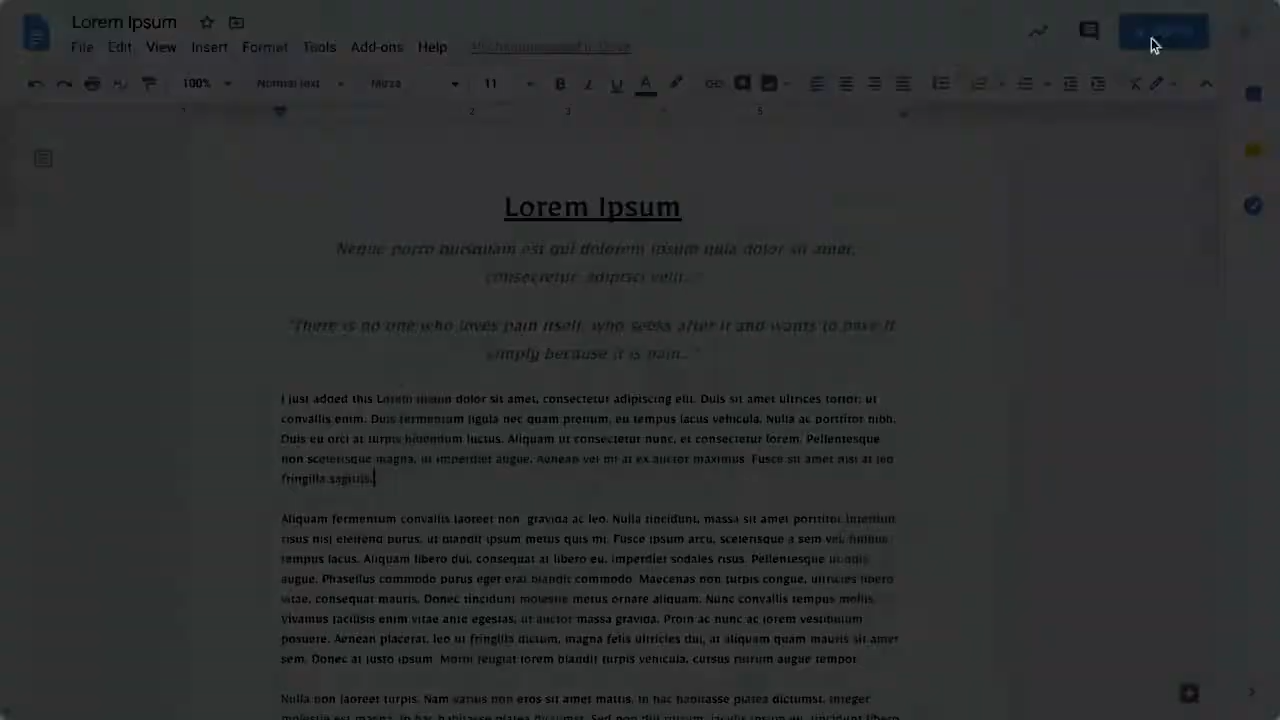 Lorem Ipsum
File Edit View Insert Format Tools Add-ons Help
100% Normal text 11 B I U A
2 3 5
Lorem Ipsum
Neque porro quisquam est qui dolorem ipsum quia dolor sit amet,
consectetur, adipisci velit..."
"There is no one who loves pain itself, who seeks after it and wants to have it,
simply because it is pain..."
I just added this Lorem ipsum dolor sit amet, consectetur adipiscing elit. Duis sit amet ultrices tortor, ut
convallis enim. Duis fermentum ligula nec quam pretium, eu tempus lacus vehicula. Nulla ac porttitor nibh.
Duis eu orci at turpis bibendum luctus. Aliquam ut consectetur nunc, et consectetur lorem. Pellentesque
non scelerisque magna, ut imperdiet augue. Aenean vel mi at ex auctor maximus. Fusce sit amet nisi at leo
fringilla sagittis.
Aliquam fermentum convallis laoreet non gravida ac leo. Nulla tincidunt, massa sit amet porttitor interdum
risus nisl eleifend purus, ut blandit ipsum metus quis mi. Fusce ipsum arcu, scelerisque a sem vel, finibus
tempus lacus. Aliquam libero dui, consequat at libero eu, imperdiet sodales risus. Pellentesque
augue. Phasellus commodo purus eget erat blandit commodo. Maecenas non turpis congue, ultricies libero
vitae, consequat mauris. Donec tincidunt molestie metus ornare aliquam. Nunc convallis tempus mollis.
Vivamus facilisis enim vitae ante egestas, ut auctor massa gravida. Proin ac nunc ac lorem vestibulum
posuere. Aenean placerat, leo ut fringilla dictum, magna felis ultricies dui, at aliquam quam mauris sit amet
sem. Donec at justo ipsum. Morbi feugiat lorem blandit turpis vehicula, cursus rutrum augue tempor.
Nulla non laoreet turpis. Nam varius non eros sit amet mattis. In hac habitasse platea dictumst. Integer